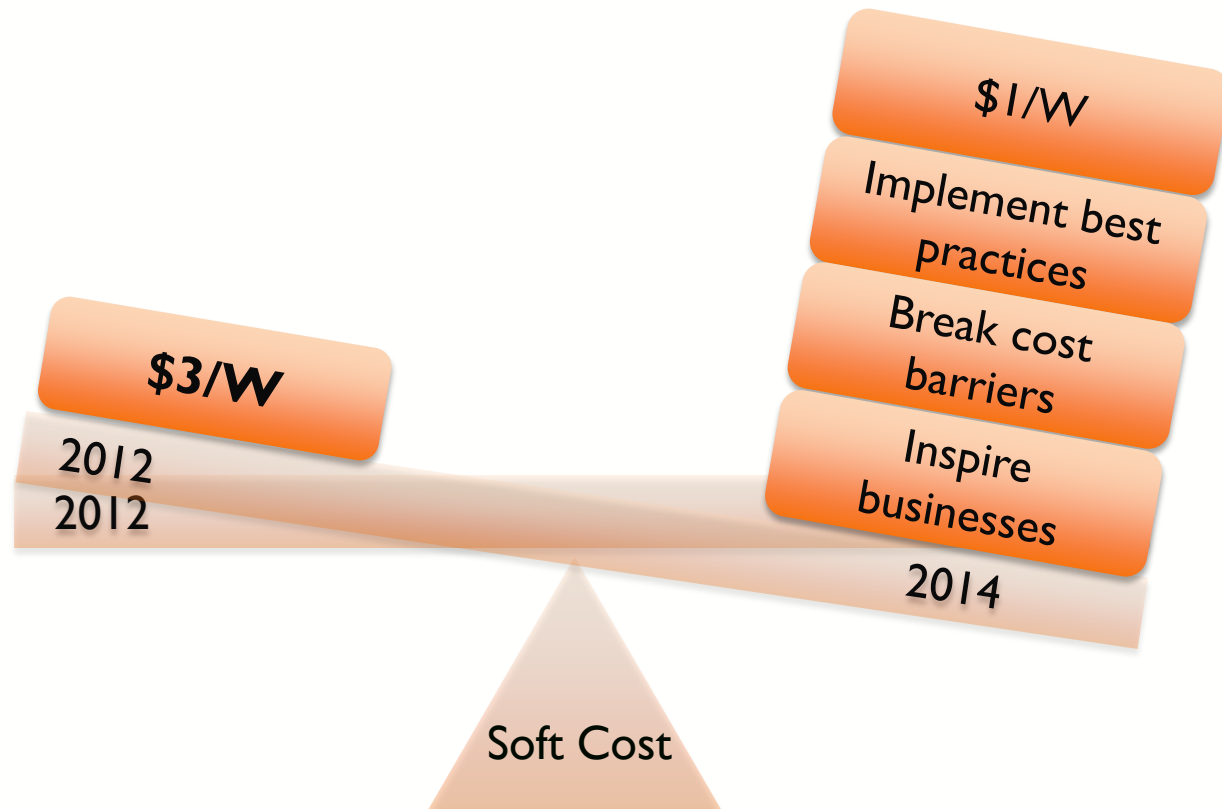 $1/W
Implement best
practices
Break cost
barriers
Inspire
businesses
2014
$3/W
2012
2012
Soft Cost